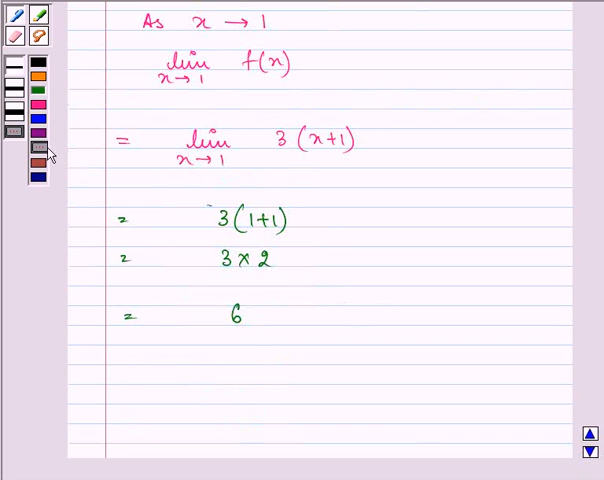 As x → 1
lim x→1 f(x)
= lim x→1 3(x+1)
= 3(1+1)
= 3 × 2
= 6